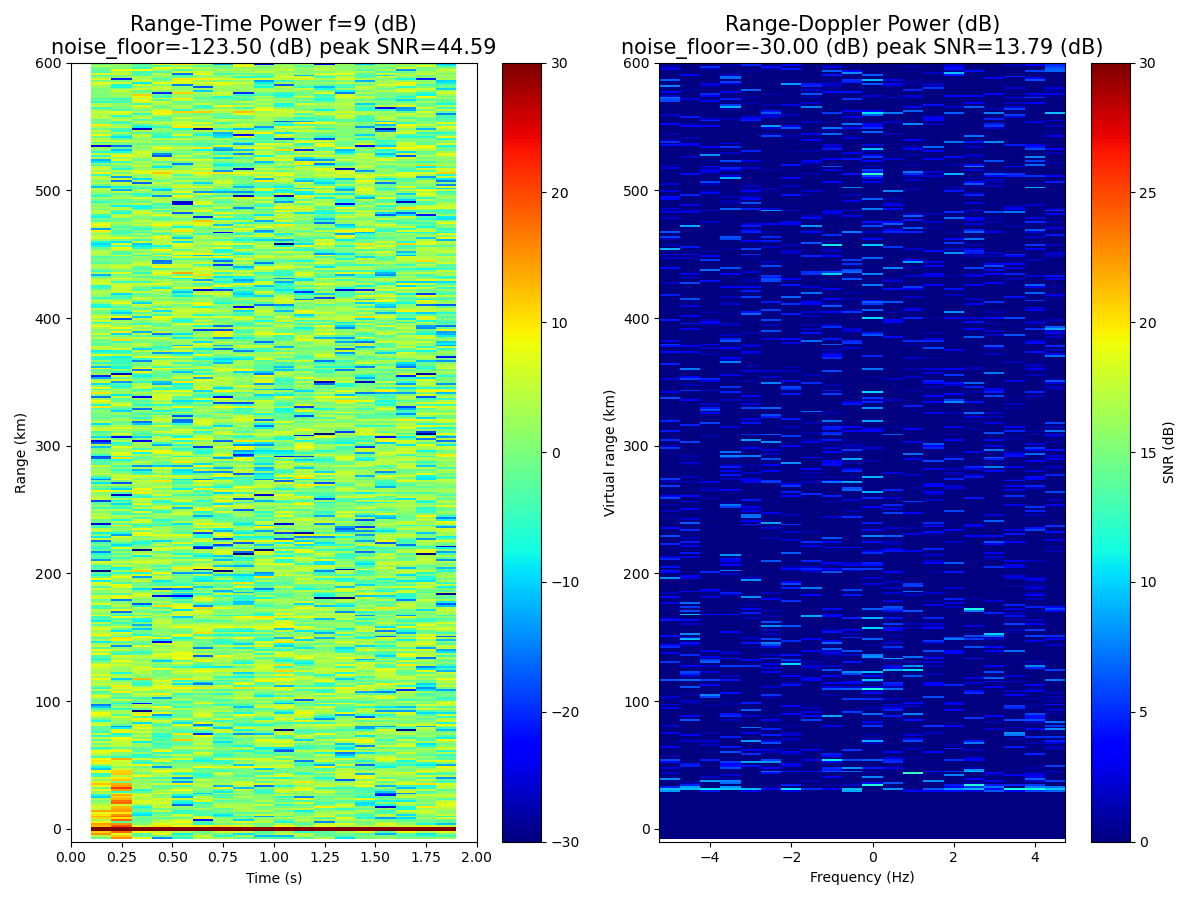 Range-Time Power f=9 (dB)
noise_floor=-123.50 (dB) peak SNR=44.59
600
500
400
300
200
100
0
Range (km)
0.00 0.25 0.50 0.75 1.00 1.25 1.50 1.75 2.00
Time (s)
30
20
10
0
−10
−20
−30
Range-Doppler Power (dB)
noise_floor=-30.00 (dB) peak SNR=13.79 (dB)
600
500
400
300
200
100
0
Virtual range (km)
−4 −2 0 2 4
Frequency (Hz)
30
25
20
15
10
5
0
SNR (dB)